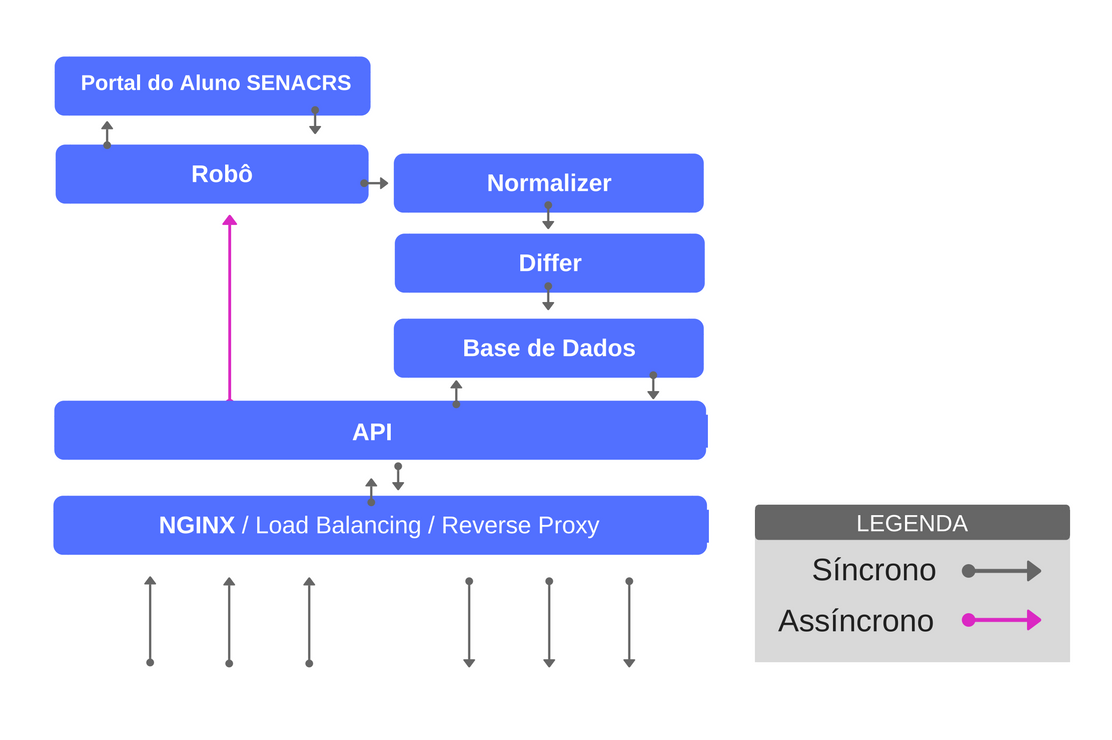 Portal do Aluno SENACRS
Robô
Normalizer
Differ
Base de Dados
API
NGINX / Load Balancing / Reverse Proxy
LEGENDA
Síncrono
Assíncrono